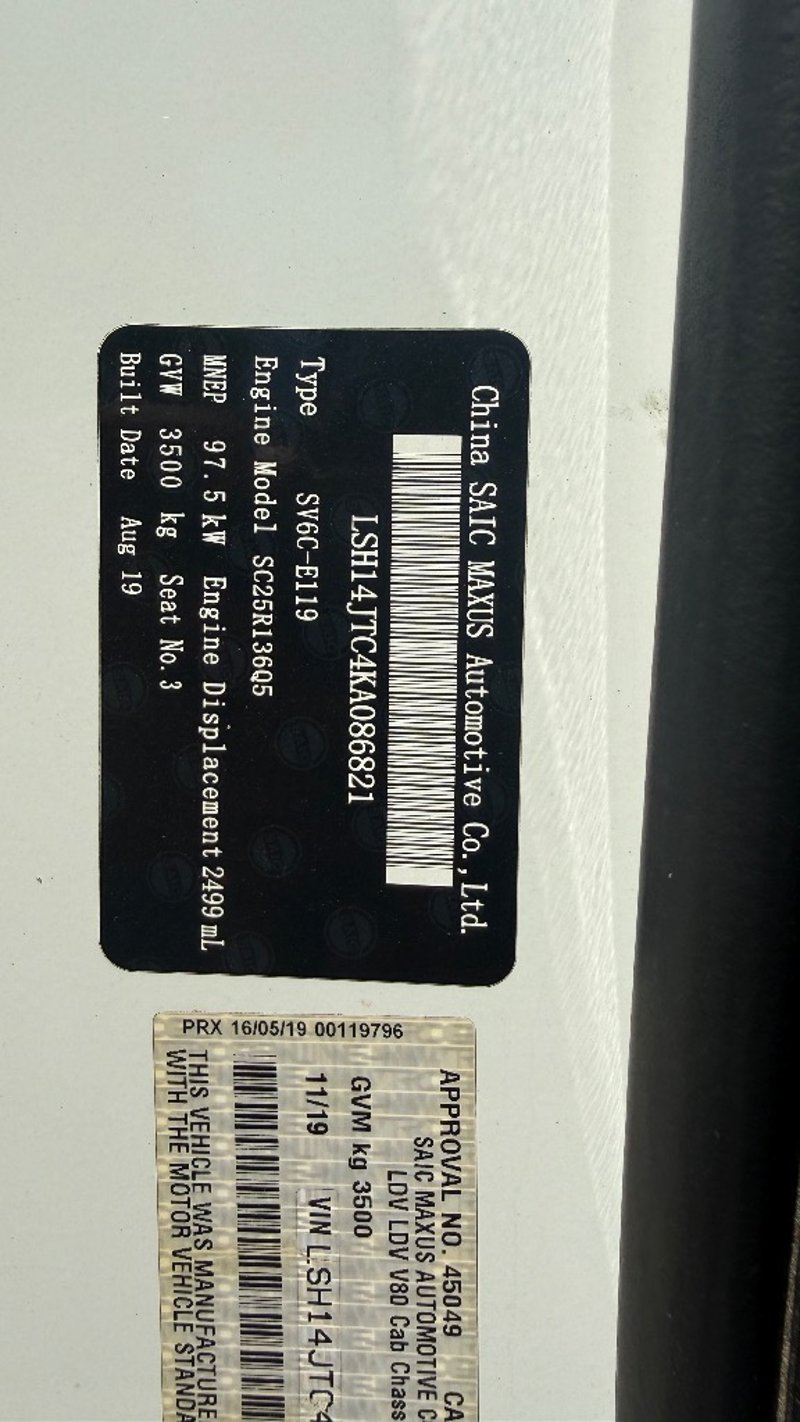 China SAIC MAXUS Automotive Co.,Ltd.
LSH14JTC4KA086821
Type SV6C-E119
Engine Model SC25R136Q5
MNEP 97.5 kW Engine Displacement 2499 mL
GVW 3500 kg Seat No.3
Built Date Aug 19
PRX 16/05/19 00119796
APPROVAL NO. 45049 CA
SAIC MAXUS AUTOMOTIVE C
LDV LDV V80 Cab Chass
GVM kg 3500
11/19 VIN LSH14JTC4
THIS VEHICLE WAS MANUFACTURE
WITH THE MOTOR VEHICLE STANDA